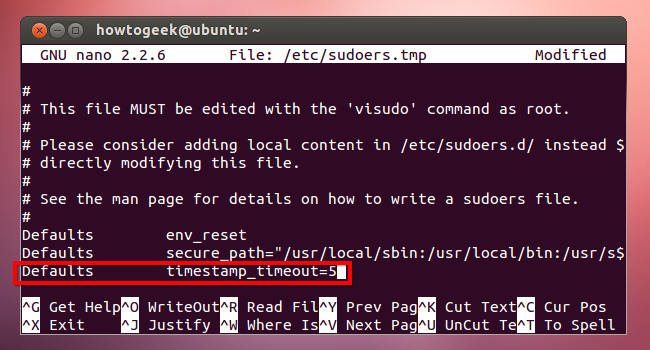 howtogeek@ubuntu: ~
GNU nano 2.2.6 File: /etc/sudoers.tmp Modified
#
# This file MUST be edited with the 'visudo' command as root.
#
# Please consider adding local content in /etc/sudoers.d/ instead $
# directly modifying this file.
#
# See the man page for details on how to write a sudoers file.
#
Defaults env_reset
Defaults secure_path="/usr/local/sbin:/usr/local/bin:/usr/s$
Defaults timestamp_timeout=5
^G Get Help^O WriteOut^R Read Fil^Y Prev Pag^K Cut Text^C Cur Pos
^X Exit ^J Justify ^W Where Is^V Next Pag^U UnCut Te^T To Spell